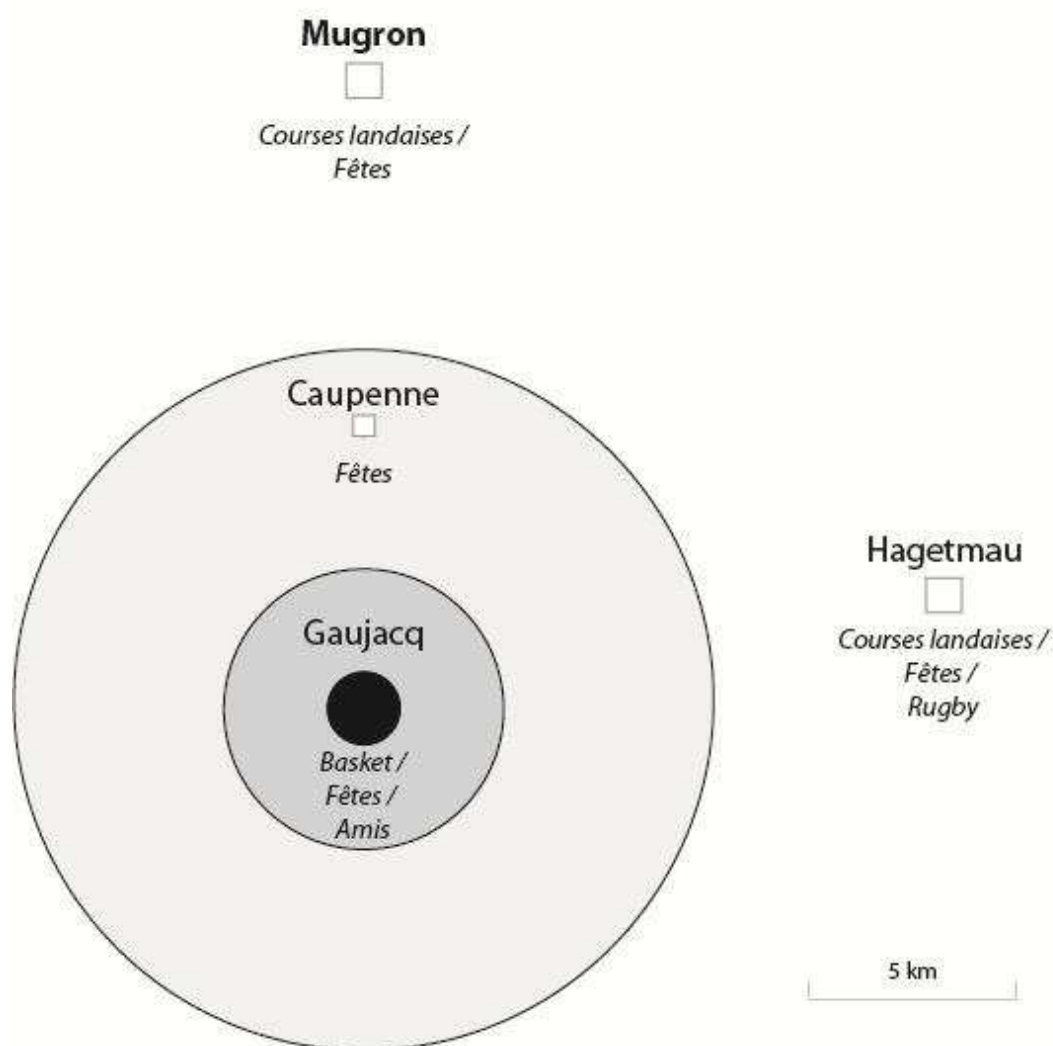 Mugron
Courses landaises /
Fêtes
Caupenne
Fêtes
Hagetmau
Courses landaises /
Fêtes /
Rugby
Gaujacq
Basket /
Fêtes /
Amis
5 km